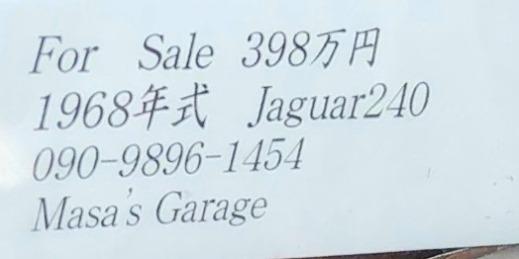 For Sale 398万円
1968年式 Jaguar240
090-9896-1454
Masa's Garage